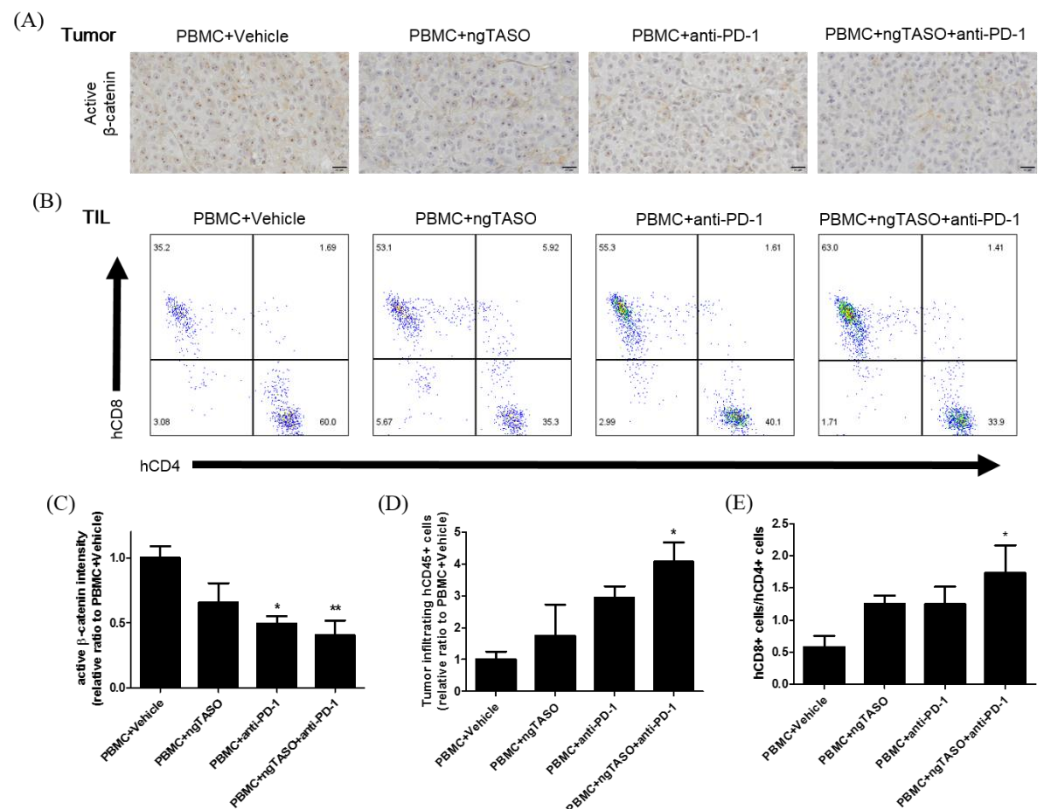 (A)
Tumor
PBMC+Vehicle
PBMC+ngTASO
PBMC+anti-PD-1
PBMC+ngTASO+anti-PD-1
Active
β-catenin
(B)
TIL
PBMC+Vehicle
PBMC+ngTASO
PBMC+anti-PD-1
PBMC+ngTASO+anti-PD-1
hCD8
35.2
1.69
3.08
60.0
53.1
5.92
5.67
35.3
55.3
1.61
2.99
40.1
63.0
1.41
1.71
33.9
hCD4
(C)
active β-catenin intensity
(relative ratio to PBMC+Vehicle)
1.0
0.5
0.0
*
**
PBMC+Vehicle
PBMC+ngTASO
PBMC+anti-PD-1
PBMC+ngTASO+anti-PD-1
(D)
Tumor infiltrating hCD45+ cells
(relative ratio to PBMC+Vehicle)
5
4
3
2
1
0
*
PBMC+Vehicle
PBMC+ngTASO
PBMC+anti-PD-1
PBMC+ngTASO+anti-PD-1
(E)
hCD8+ cells/hCD4+ cells
2.5
2.0
1.5
1.0
0.5
0.0
*
PBMC+Vehicle
PBMC+ngTASO
PBMC+anti-PD-1
PBMC+ngTASO+anti-PD-1